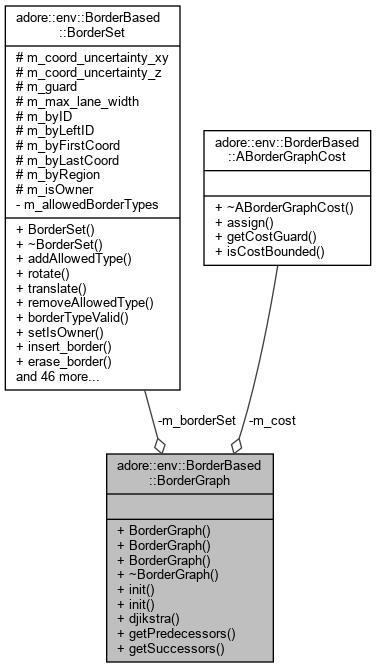 adore::env::BorderBased
::BorderSet
# m_coord_uncertainty_xy
# m_coord_uncertainty_z
# m_guard
# m_max_lane_width
# m_byID
# m_byLeftID
# m_byFirstCoord
# m_byLastCoord
# m_byRegion
# m_isOwner
- m_allowedBorderTypes
+ BorderSet()
+ ~BorderSet()
+ addAllowedType()
+ rotate()
+ translate()
+ removeAllowedType()
+ borderTypeValid()
+ setIsOwner()
+ insert_border()
+ erase_border()
and 46 more...
adore::env::BorderBased
::ABorderGraphCost
+ ~ABorderGraphCost()
+ assign()
+ getCostGuard()
+ isCostBounded()
-m_borderSet
-m_cost
adore::env::BorderBased
::BorderGraph
+ BorderGraph()
+ BorderGraph()
+ BorderGraph()
+ ~BorderGraph()
+ init()
+ init()
+ djikstra()
+ getPredecessors()
+ getSuccessors()